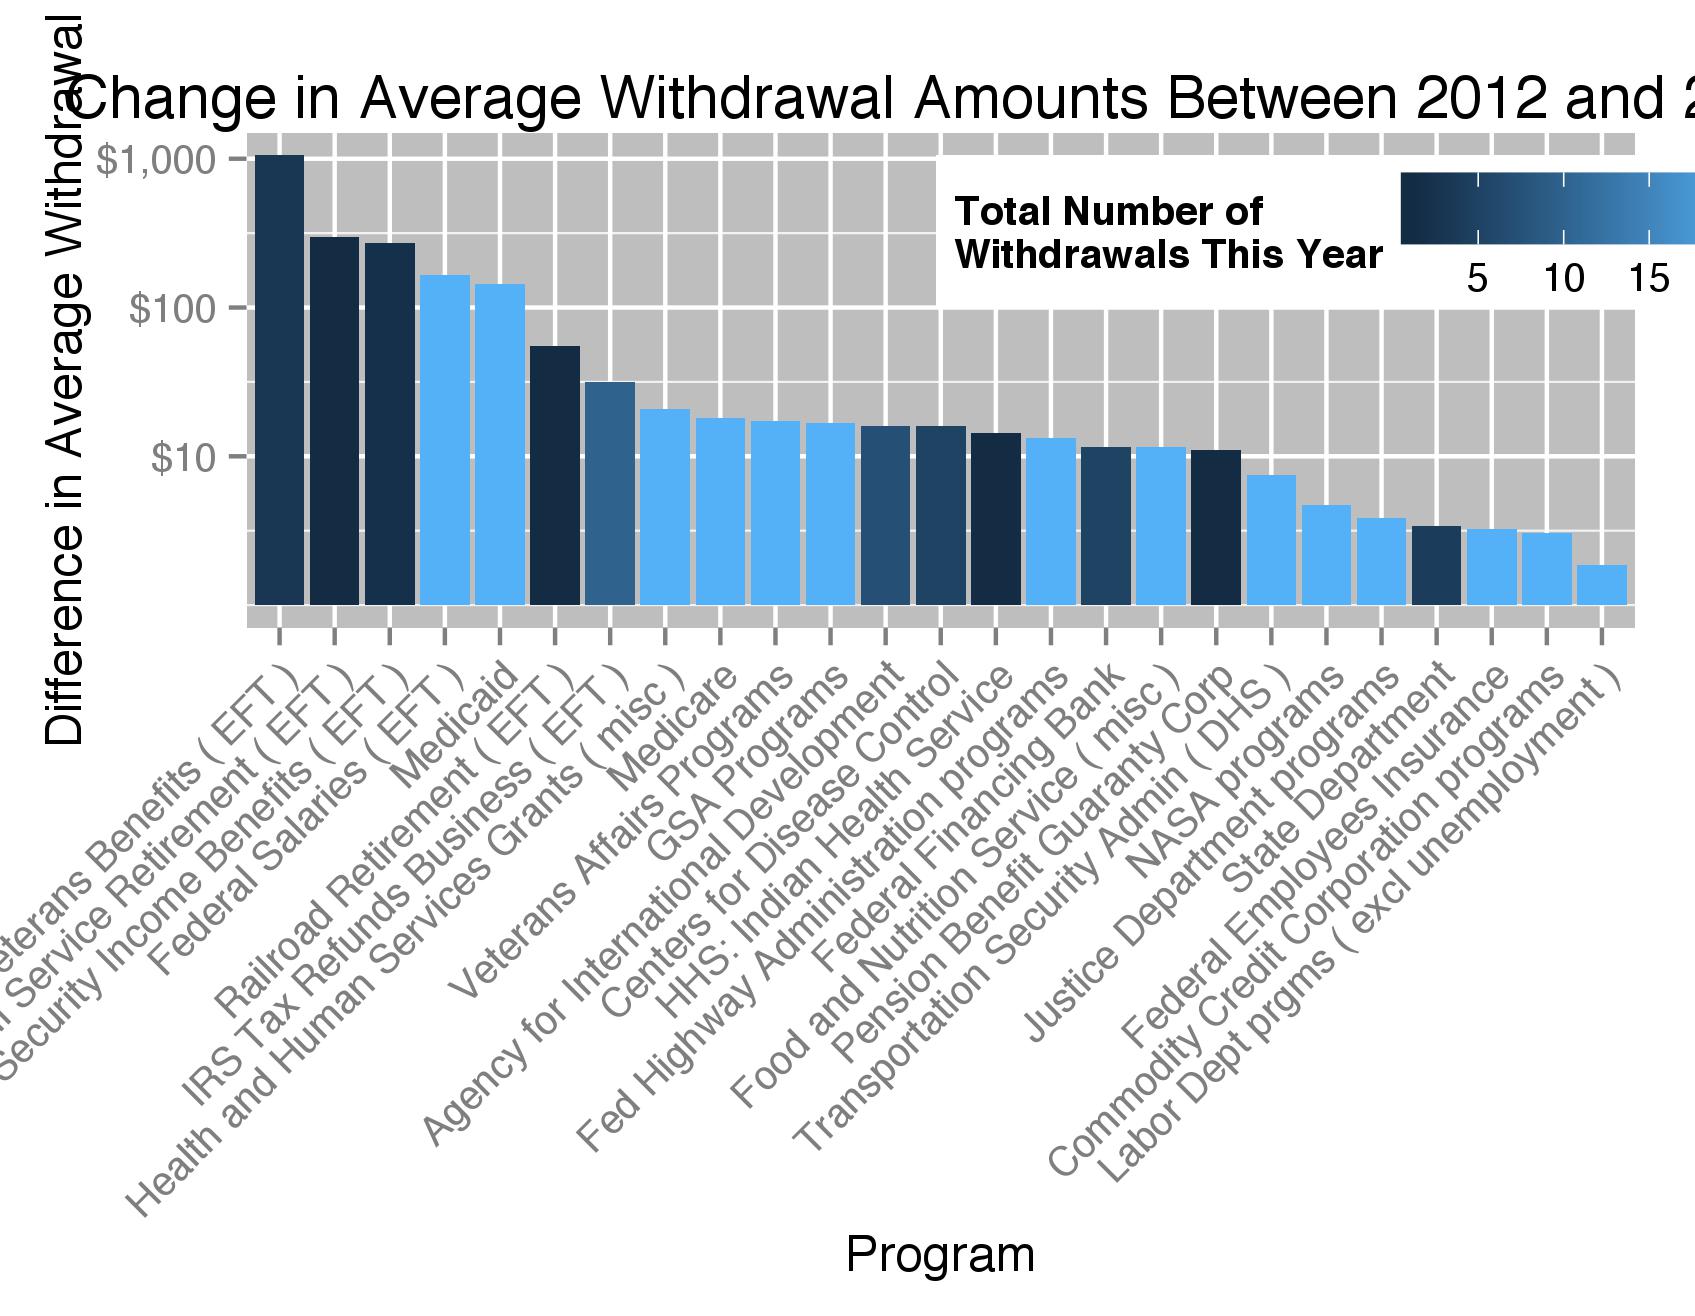 Change in Average Withdrawal Amounts Between 2012 and
Difference in Average Withdrawal
$1,000
$100
$10
Total Number of
Withdrawals This Year
5 10 15
Benefits ( EFT )
Service Retirement ( EFT )
Security Income Benefits ( EFT )
Federal Salaries ( EFT )
Medicaid
Railroad Retirement ( EFT )
IRS Tax Refunds Business ( EFT )
Health and Human Services Grants ( misc )
Medicare
Veterans Affairs Programs
GSA Programs
Agency for International Development
Centers for Disease Control
HHS: Indian Health Service
Fed Highway Administration programs
Federal Financing Bank
Food and Nutrition Service ( misc )
Pension Benefit Guaranty Corp
Transportation Security Admin ( DHS )
NASA programs
Justice Department programs
State Department
Federal Employees Insurance
Commodity Credit Corporation programs
Labor Dept prgms ( excl unemployment )
Program